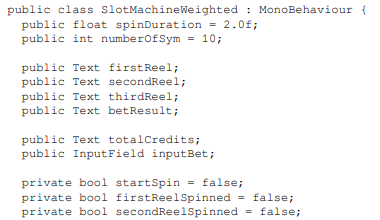 public class SlotMachineWeighted : MonoBehaviour {
public float spinDuration = 2.0f;
public int numberOfSym = 10;
public Text firstReel;
public Text secondReel;
public Text thirdReel;
public Text betResult;
public Text totalCredits;
public InputField inputBet;
private bool startSpin = false;
private bool firstReelSpinned = false;
private bool secondReelSpinned = false;